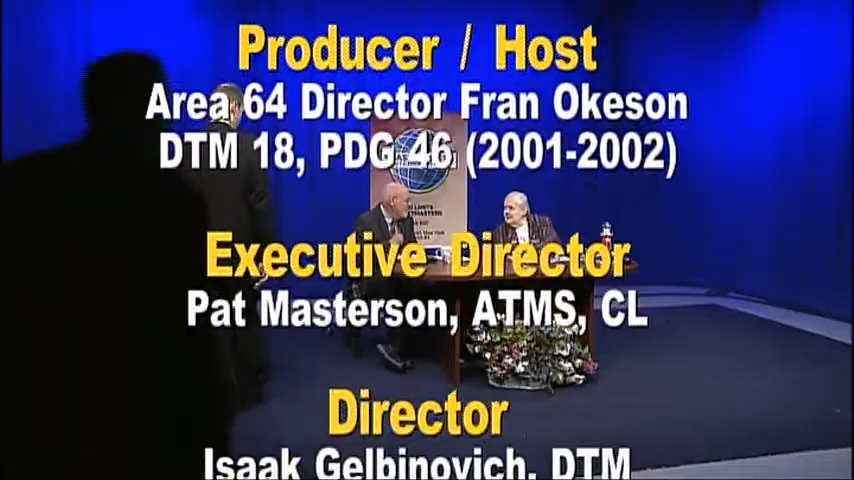 Producer / Host
Area 64 Director Fran Okeson
DTM 18, PDG 46 (2001-2002)
Executive Director
Pat Masterson, ATMS, CL
Director
Isaak Gelbinovich, DTM